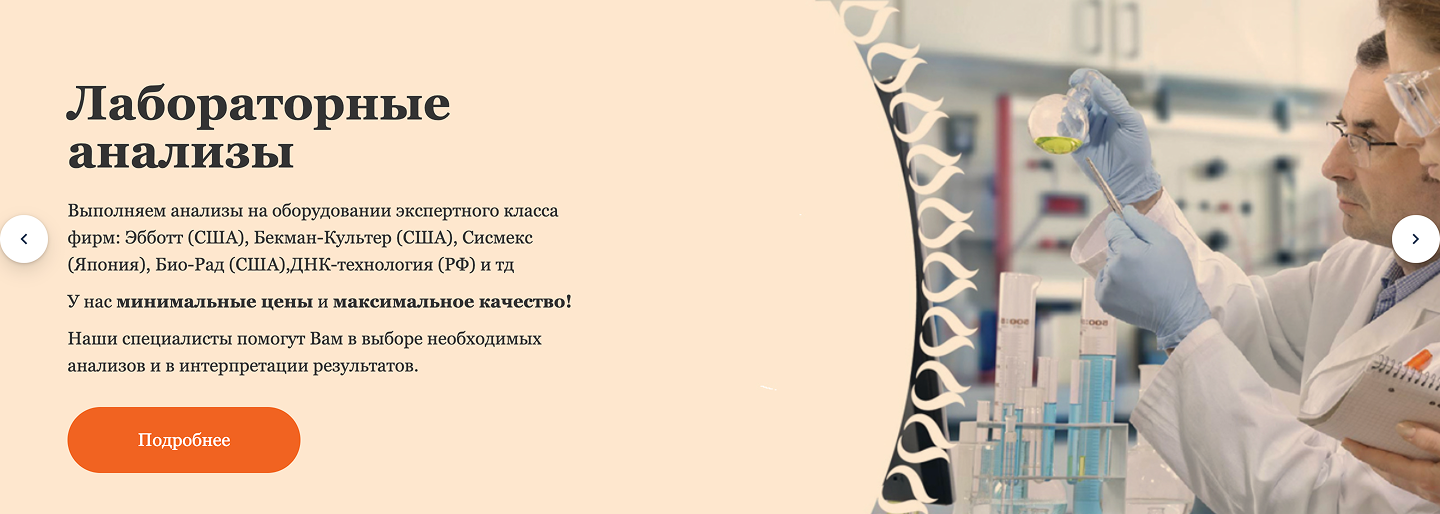 Лабораторные
анализы
Выполняем анализы на оборудовании экспертного класса
фирм: Эбботт (США), Бекман-Культер (США), Сисмекс
(Япония), Био-Рад (США),ДНК-технология (РФ) и тд
У нас минимальные цены и максимальное качество!
Наши специалисты помогут Вам в выборе необходимых
анализов и в интерпретации результатов.
Подробнее